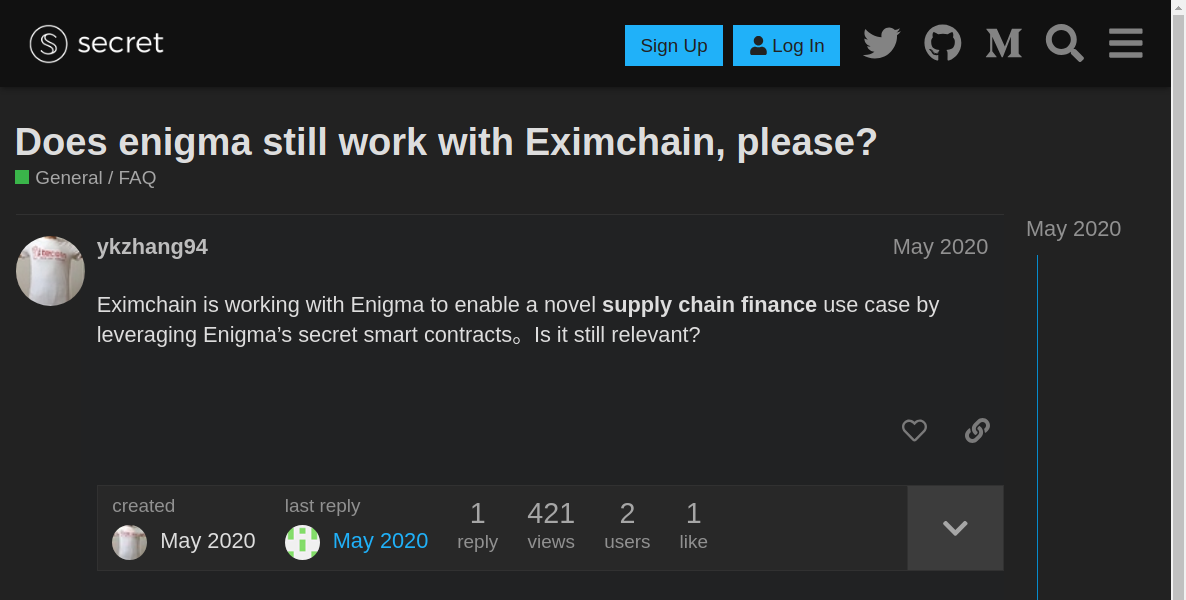 secret
Sign Up
Log In
Does enigma still work with Eximchain, please?
General / FAQ
May 2020
ykzhang94
May 2020
Eximchain is working with Enigma to enable a novel supply chain finance use case by
leveraging Enigma’s secret smart contracts。Is it still relevant?
created
last reply
1
421
2
1
May 2020
May 2020
reply
views
users
like